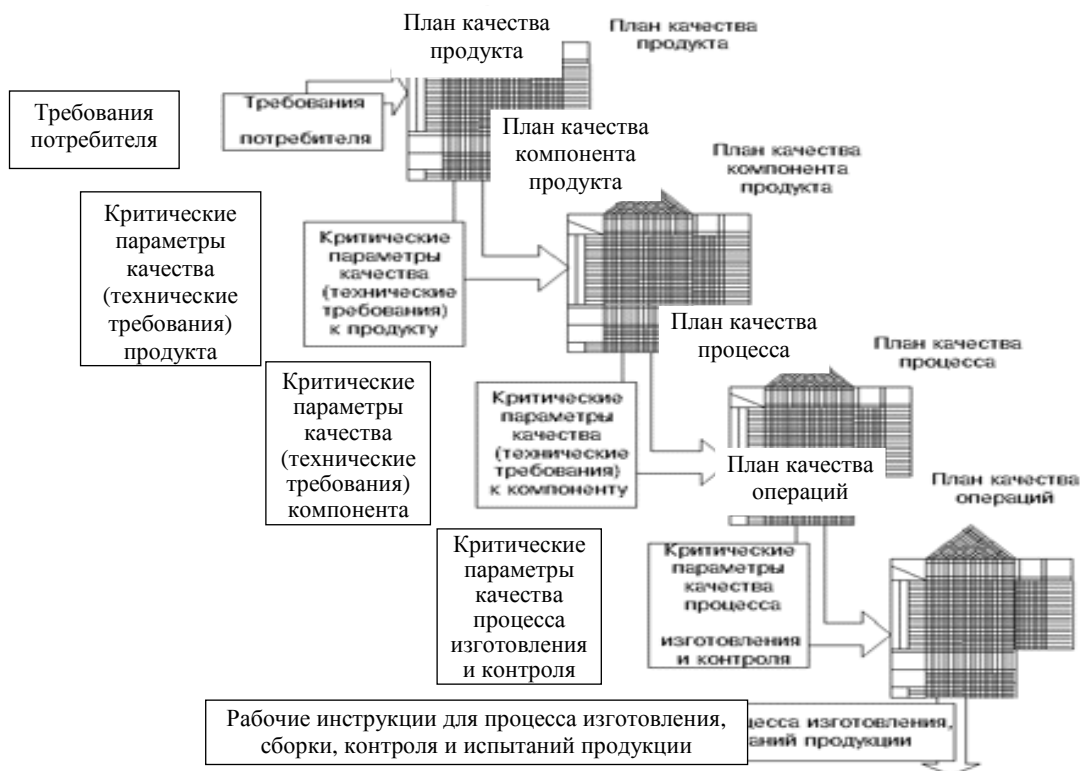 План качества
продукта
План качества
продукта
Требования
потребителя
Требования
потребителя
План качества
компонента
продукта
План качества
компонента
продукта
Критические
параметры
качества
(технические
требования)
продукта
Критические
параметры
качества
(технические
требования)
к продукту
План качества
процесса
План качества
процесса
Критические
параметры
качества
(технические
требования)
компонента
Критические
параметры
качества
(технические
требования)
к компоненту
План качества
операций
План качества
операций
Критические
параметры
качества
процесса
изготовления
и контроля
Критические
параметры
качества
процесса
изготовления
и контроля
Рабочие инструкции для процесса изготовления,
сборки, контроля и испытаний продукции
цесса изготовления,
аний продукции